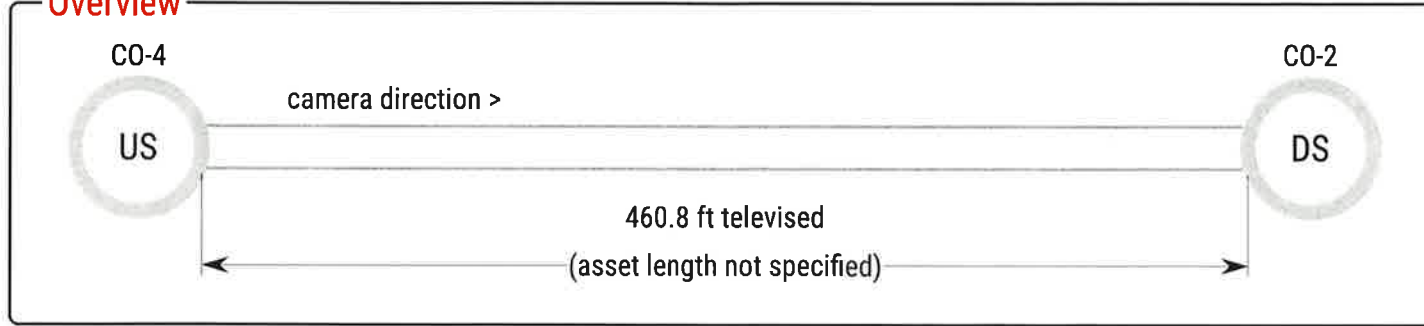 Overview
CO-4
CO-2
camera direction >
US
DS
460.8 ft televised
(asset length not specified)